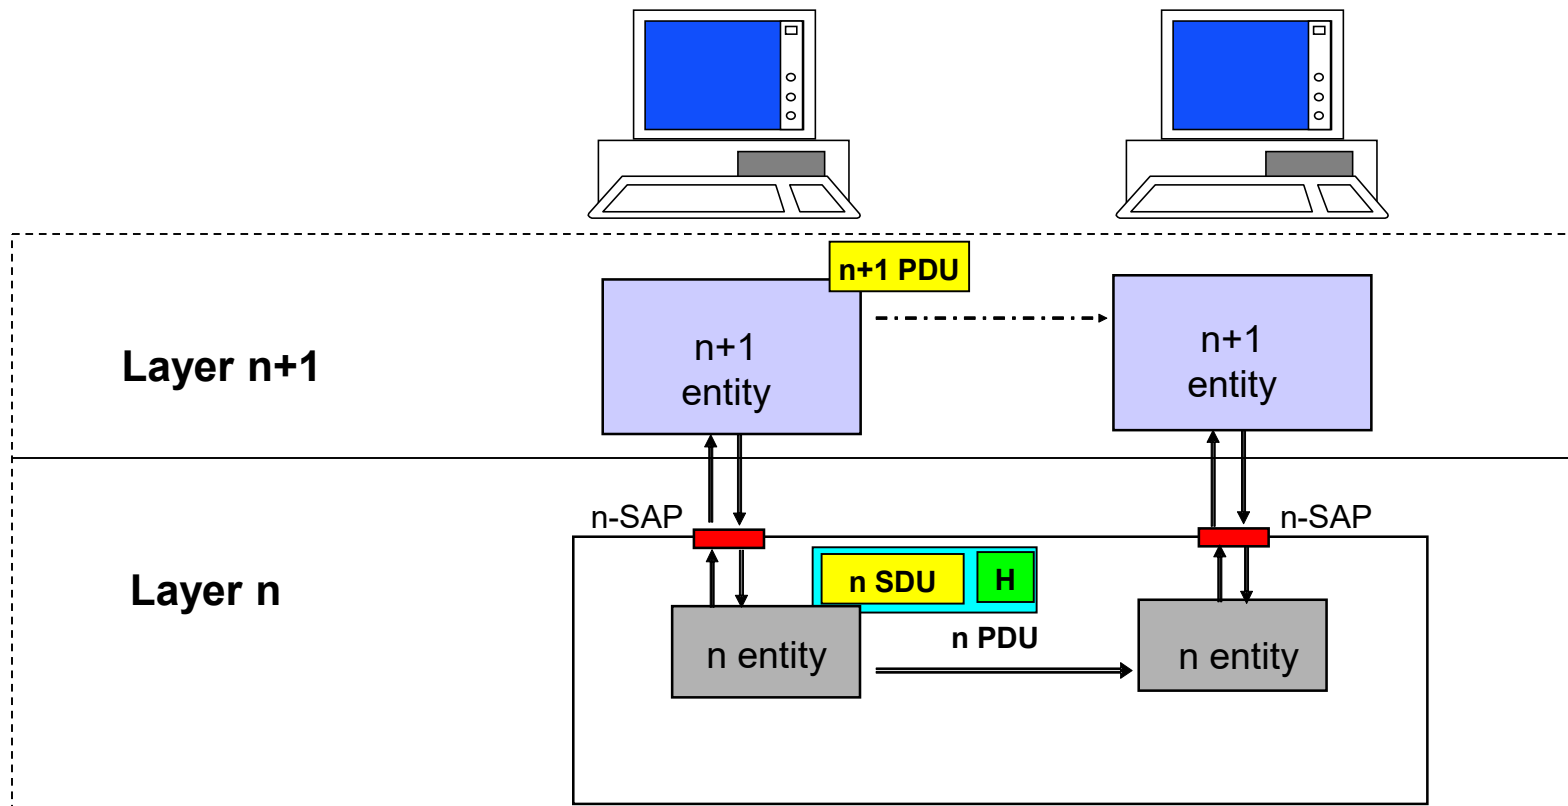 n+1 PDU
Layer n+1
n+1
entity
n+1
entity
n-SAP
n-SAP
Layer n
n SDU
H
n PDU
n entity
n entity